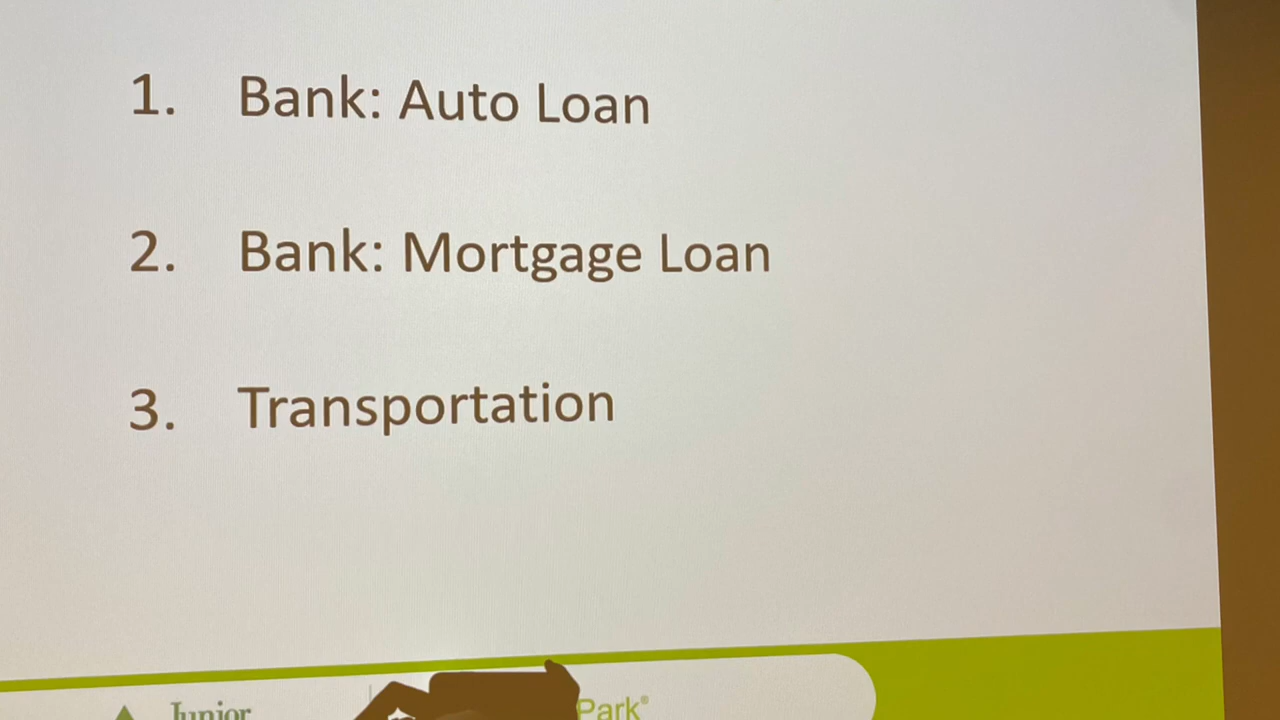 1. Bank: Auto Loan
2. Bank: Mortgage Loan
3. Transportation
Junior
Park®